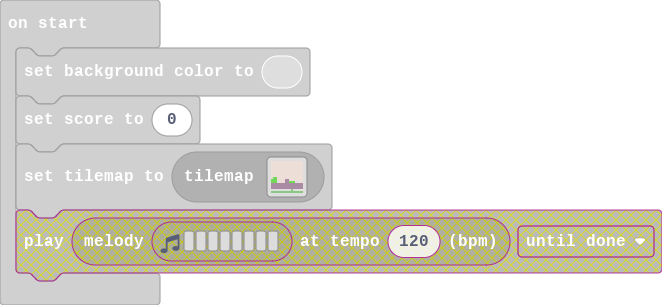 on start
set background color to
set score to 0
set tilemap to tilemap
play melody at tempo 120 (bpm) until done